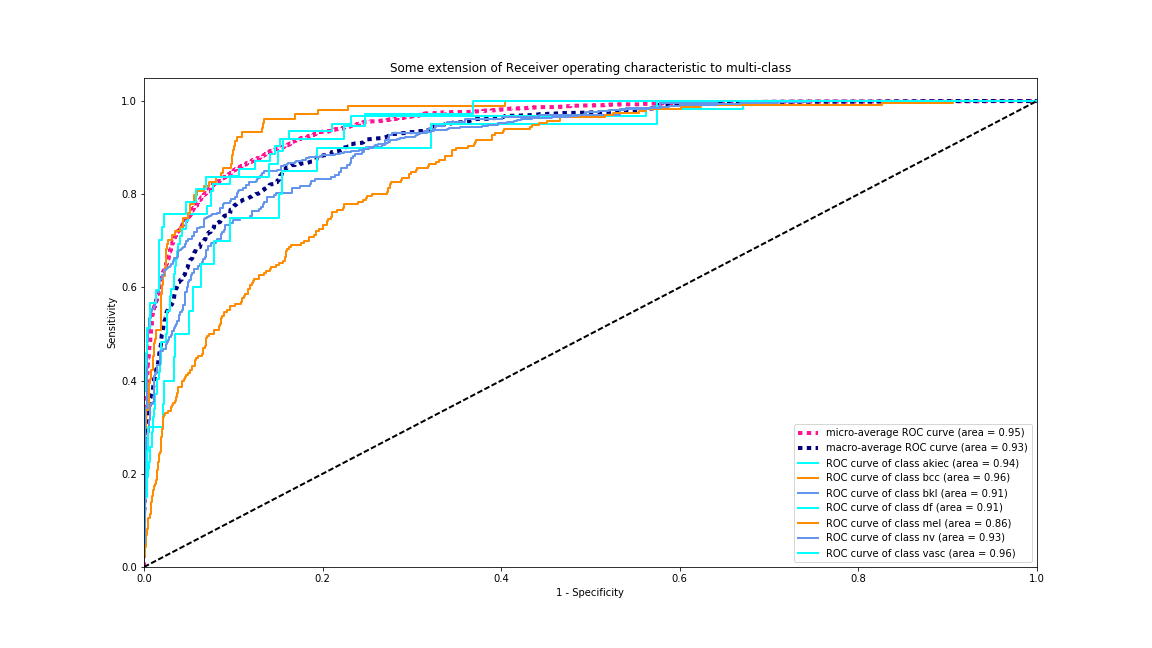 Some extension of Receiver operating characteristic to multi-class
1.0
0.8
0.6
0.4
0.2
0.0
Sensitivity
micro-average ROC curve (area = 0.95)
macro-average ROC curve (area = 0.93)
ROC curve of class akiec (area = 0.94)
ROC curve of class bcc (area = 0.96)
ROC curve of class bkl (area = 0.91)
ROC curve of class df (area = 0.91)
ROC curve of class mel (area = 0.86)
ROC curve of class nv (area = 0.93)
ROC curve of class vasc (area = 0.96)
0.0 0.2 0.4 0.6 0.8 1.0
1 - Specificity